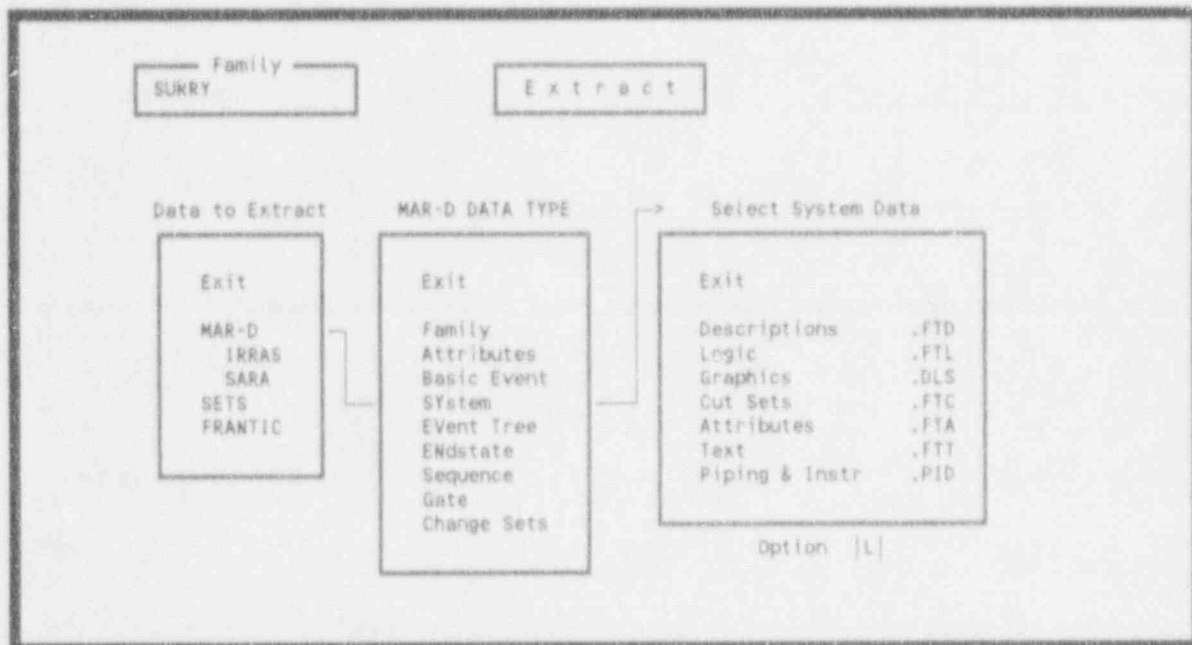 Family
SURRY
E x t r a c t
Data to Extract
Exit
MAR-D
IRRAS
SARA
SETS
FRANTIC
MAR-D DATA TYPE
Exit
Family
Attributes
Basic Event
SYstem
EVent Tree
ENdstate
Sequence
Gate
Change Sets
Select System Data
Exit
Descriptions .FTD
Logic .FTL
Graphics .DLS
Cut Sets .FTC
Attributes .FTA
Text .FTT
Piping & Instr .PID
Option |L|